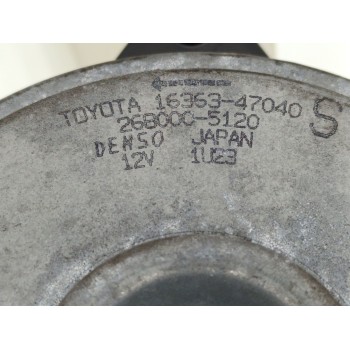 TOYOTA 16363-47040 S
268000-5120
DENSO JAPAN
12V 1U23